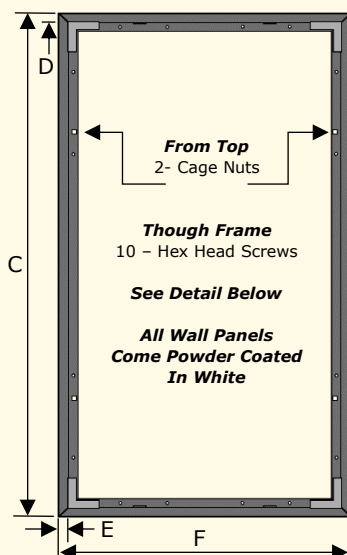 D
From Top
2- Cage Nuts
C
Though Frame
10 – Hex Head Screws
See Detail Below
All Wall Panels
Come Powder Coated
In White
E
F